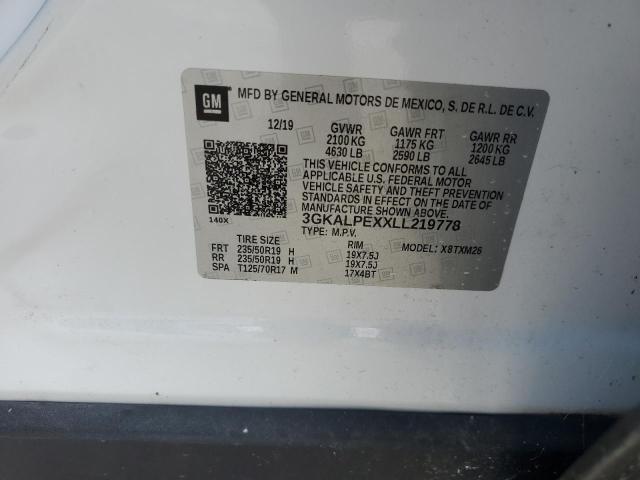 GM
MFD BY GENERAL MOTORS DE MEXICO, S. DE R.L. DE C.V.
12/19 GVWR GAWR FRT GAWR RR
2100 KG 1175 KG 1200 KG
4630 LB 2590 LB 2645 LB
THIS VEHICLE CONFORMS TO ALL
APPLICABLE U.S. FEDERAL MOTOR
VEHICLE SAFETY AND THEFT PREVENTION
STANDARDS IN EFFECT ON THE DATE OF
MANUFACTURE SHOWN ABOVE.
3GKALPEXXLL219778
140X
TYPE: M.P.V.
TIRE SIZE RIM MODEL: X8TXM26
FRT 235/50R19 H 19X7.5J
RR 235/50R19 H 19X7.5J
SPA T125/70R17 M 17X4BT